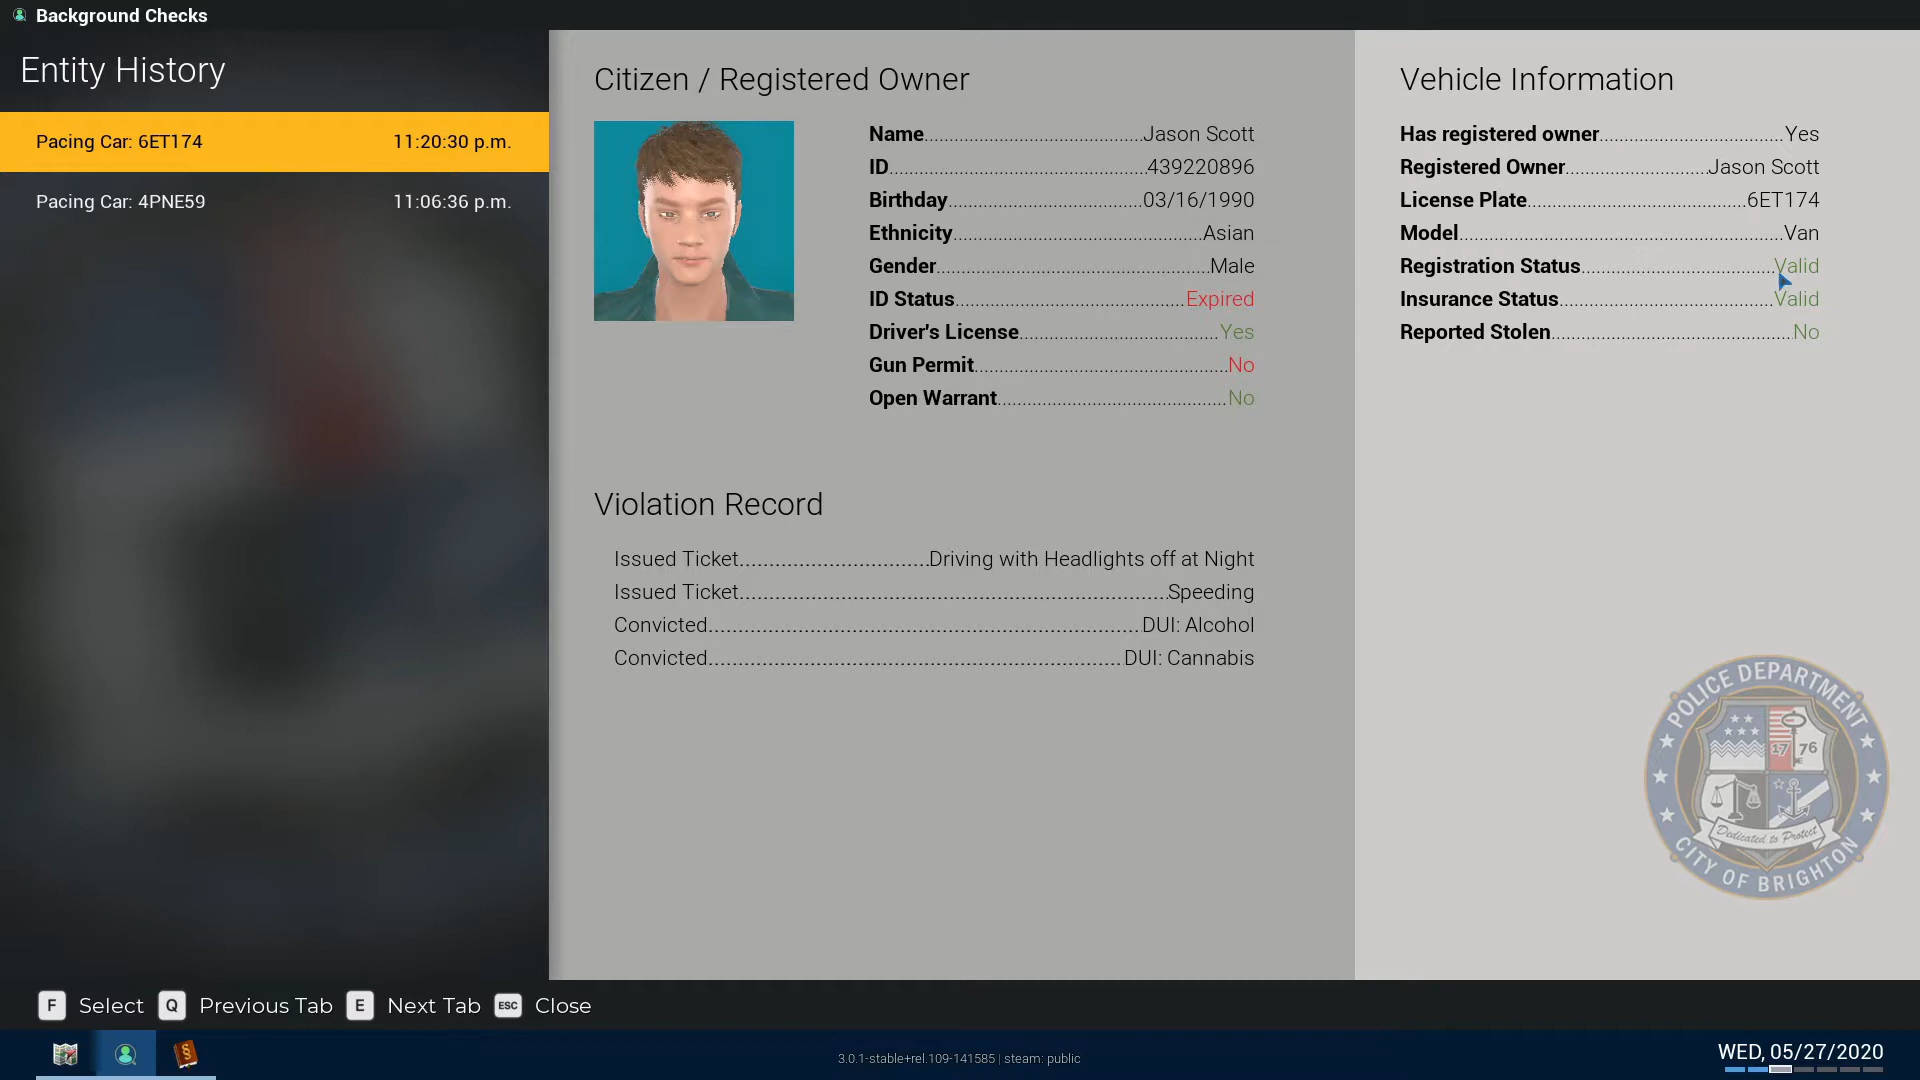 Background Checks
Entity History
Pacing Car: 6ET174 11:20:30 p.m.
Pacing Car: 4PNE59 11:06:36 p.m.
Citizen / Registered Owner
Name Jason Scott
ID 439220896
Birthday 03/16/1990
Ethnicity Asian
Gender Male
ID Status Expired
Driver's License Yes
Gun Permit No
Open Warrant No
Violation Record
Issued Ticket Driving with Headlights off at Night
Issued Ticket Speeding
Convicted DUI: Alcohol
Convicted DUI: Cannabis
Vehicle Information
Has registered owner Yes
Registered Owner Jason Scott
License Plate 6ET174
Model Van
Registration Status Valid
Insurance Status Valid
Reported Stolen No
POLICE DEPARTMENT
17 76
Dedicated to Protect
CITY OF BRIGHTON
F Select Q Previous Tab E Next Tab ESC Close
§
3.0.1-stable+rel.109-141585 | steam: public
WED, 05/27/2020